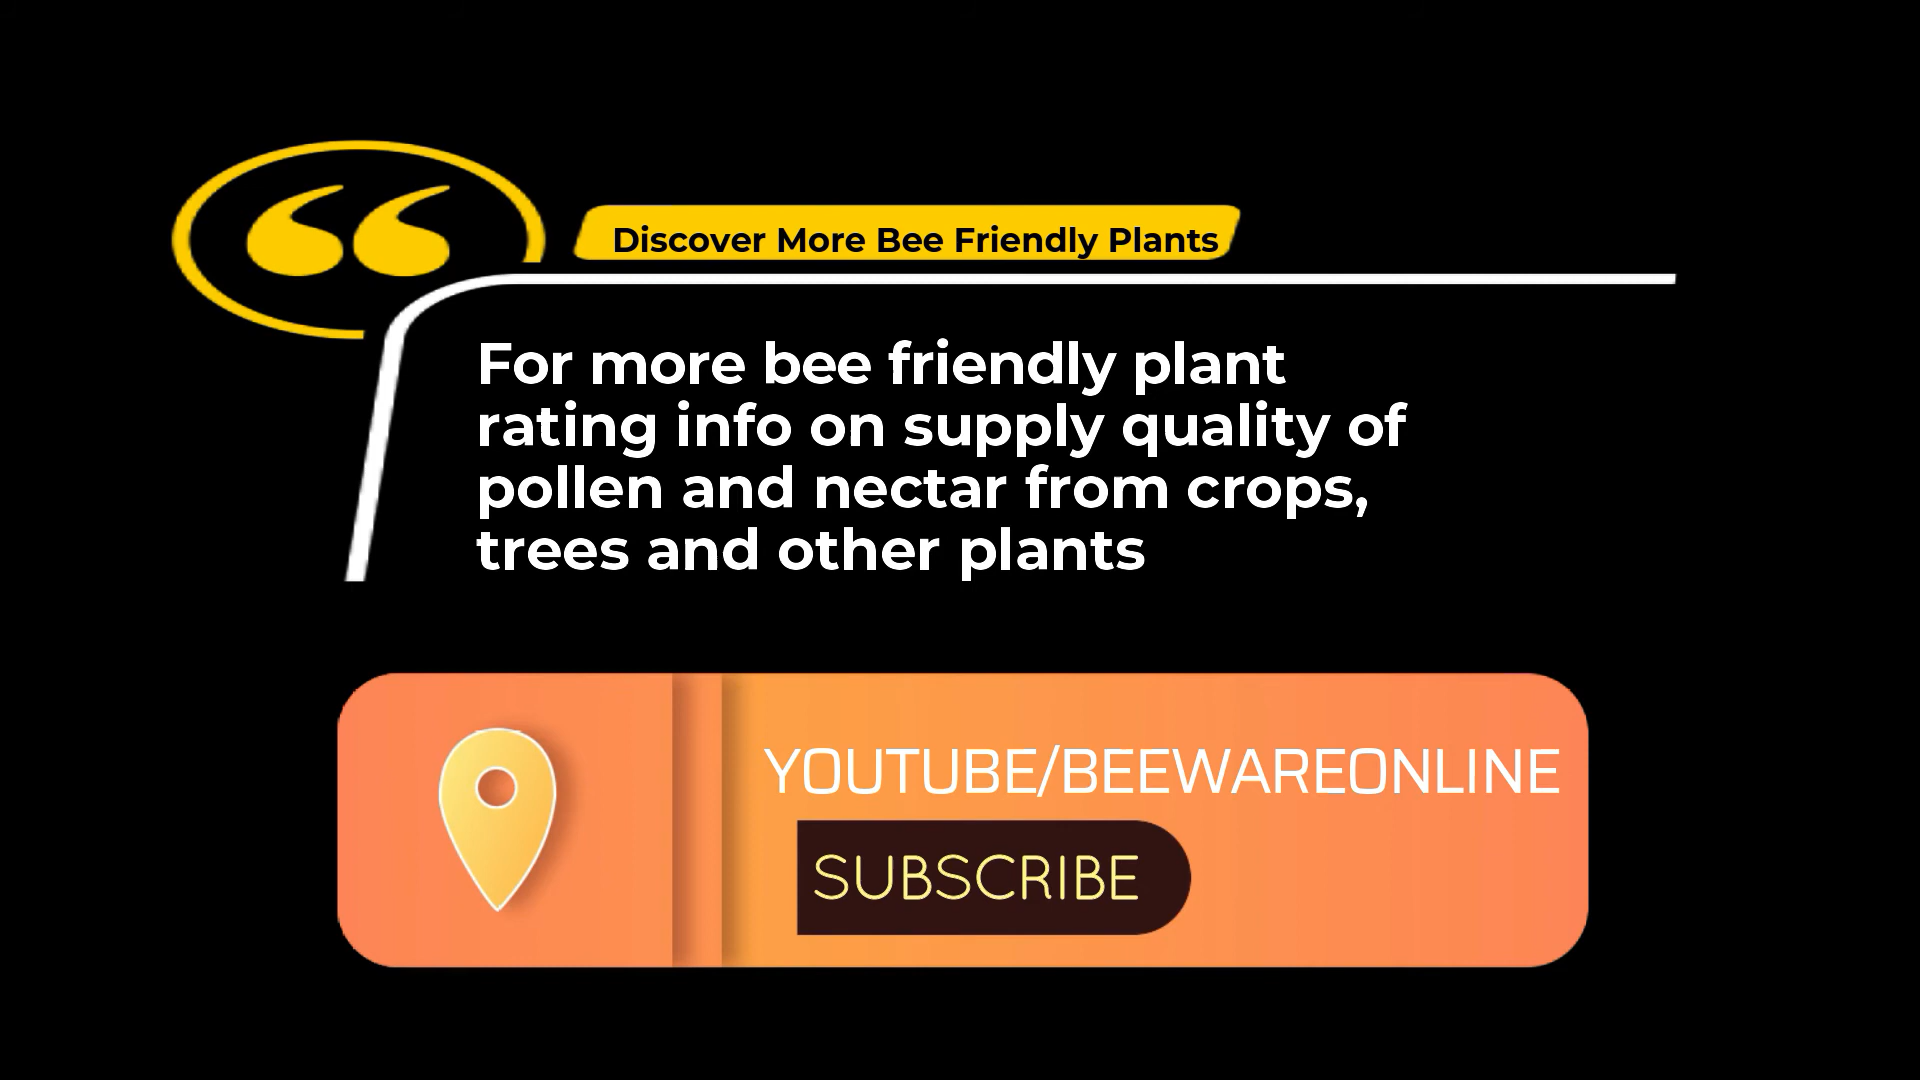 Discover More Bee Friendly Plants
For more bee friendly plant
rating info on supply quality of
pollen and nectar from crops,
trees and other plants
YOUTUBE/BEEWAREONLINE
SUBSCRIBE